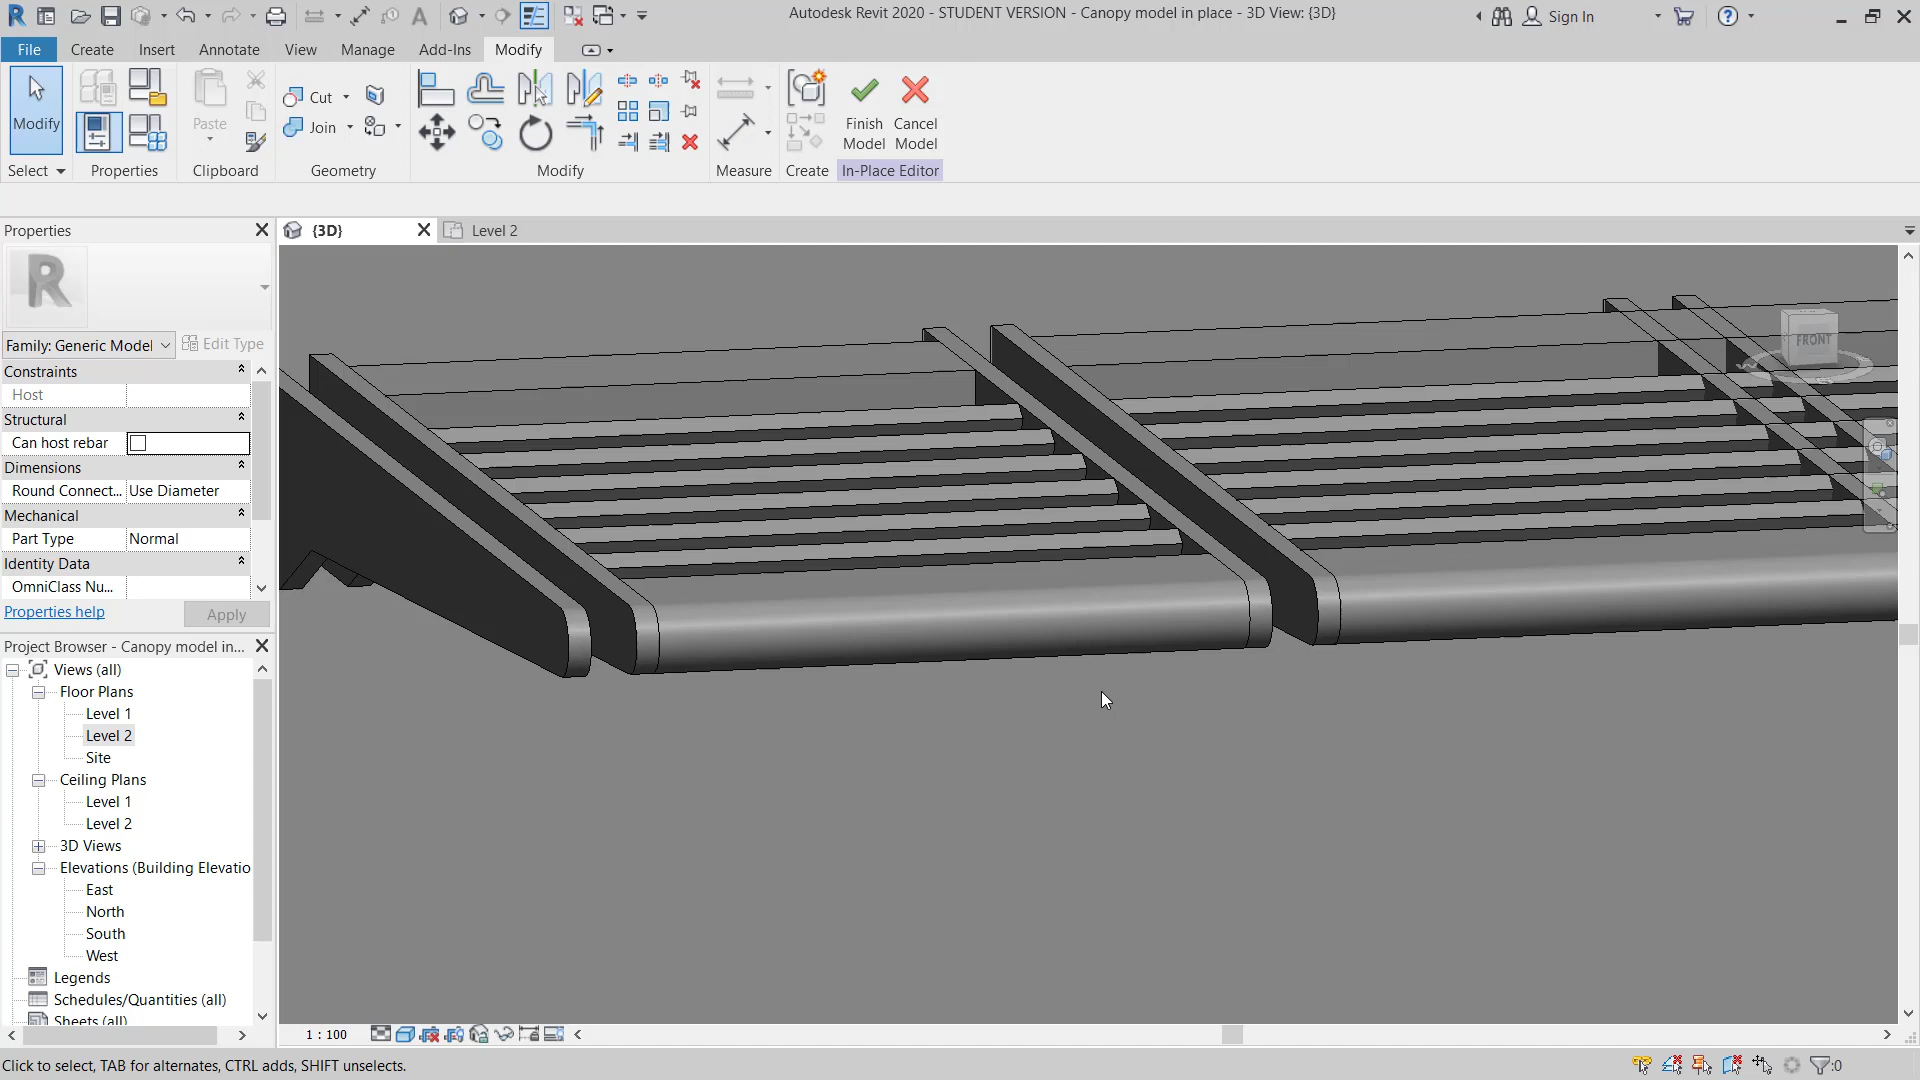 Autodesk Revit 2020 - STUDENT VERSION - Canopy model in place - 3D View: {3D}
Sign In
File Create Insert Annotate View Manage Add-Ins Modify
Modify
Paste
Cut
Join
Finish Model
Cancel Model
Select Properties Clipboard Geometry Modify Measure Create In-Place Editor
Properties
{3D}
Level 2
R
Family: Generic Model
Edit Type
Constraints
Host
Structural
Can host rebar
Dimensions
Round Connect... Use Diameter
Mechanical
Part Type Normal
Identity Data
OmniClass Nu...
Properties help
Apply
Project Browser - Canopy model in...
Views (all)
Floor Plans
Level 1
Level 2
Site
Ceiling Plans
Level 1
Level 2
3D Views
Elevations (Building Elevatio
East
North
South
West
Legends
Schedules/Quantities (all)
Sheets (all)
FRONT
1 : 100
Click to select, TAB for alternates, CTRL adds, SHIFT unselects.
:0